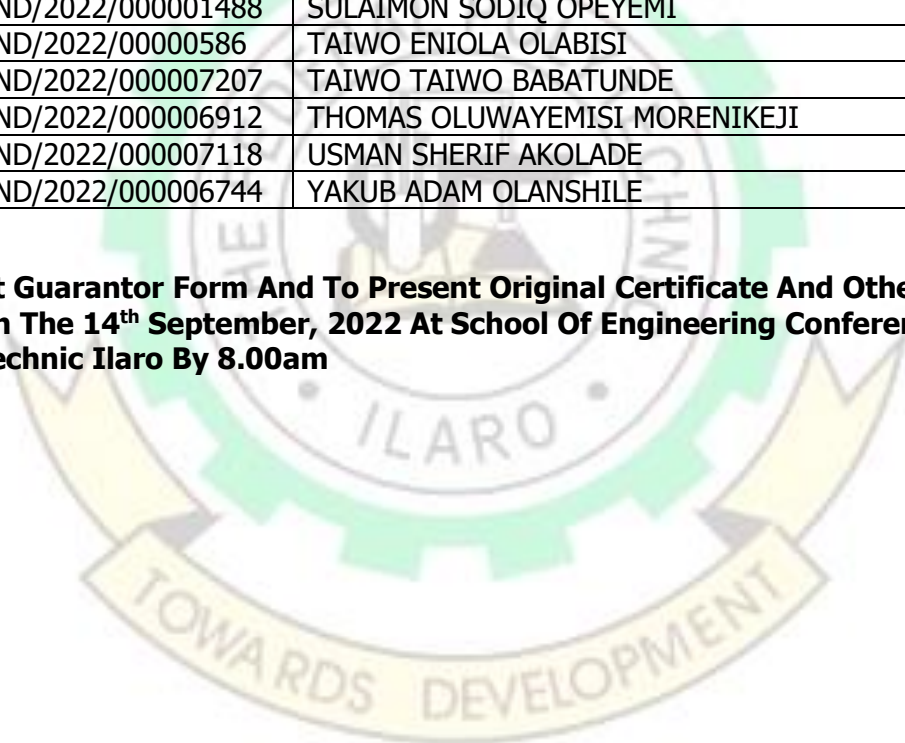 ND/2022/000001488 SULAIMON SODIQ OPEYEMI
ND/2022/00000586 TAIWO ENIOLA OLABISI
ND/2022/000007207 TAIWO TAIWO BABATUNDE
ND/2022/000006912 THOMAS OLUWAYEMISI MORENIKEJI
ND/2022/000007118 USMAN SHERIF AKOLADE
ND/2022/000006744 YAKUB ADAM OLANSHILE
t Guarantor Form And To Present Original Certificate And Othe
n The 14th September, 2022 At School Of Engineering Conferen
echnic Ilaro By 8.00am
ILARO
TOWARDS DEVELOPMENT